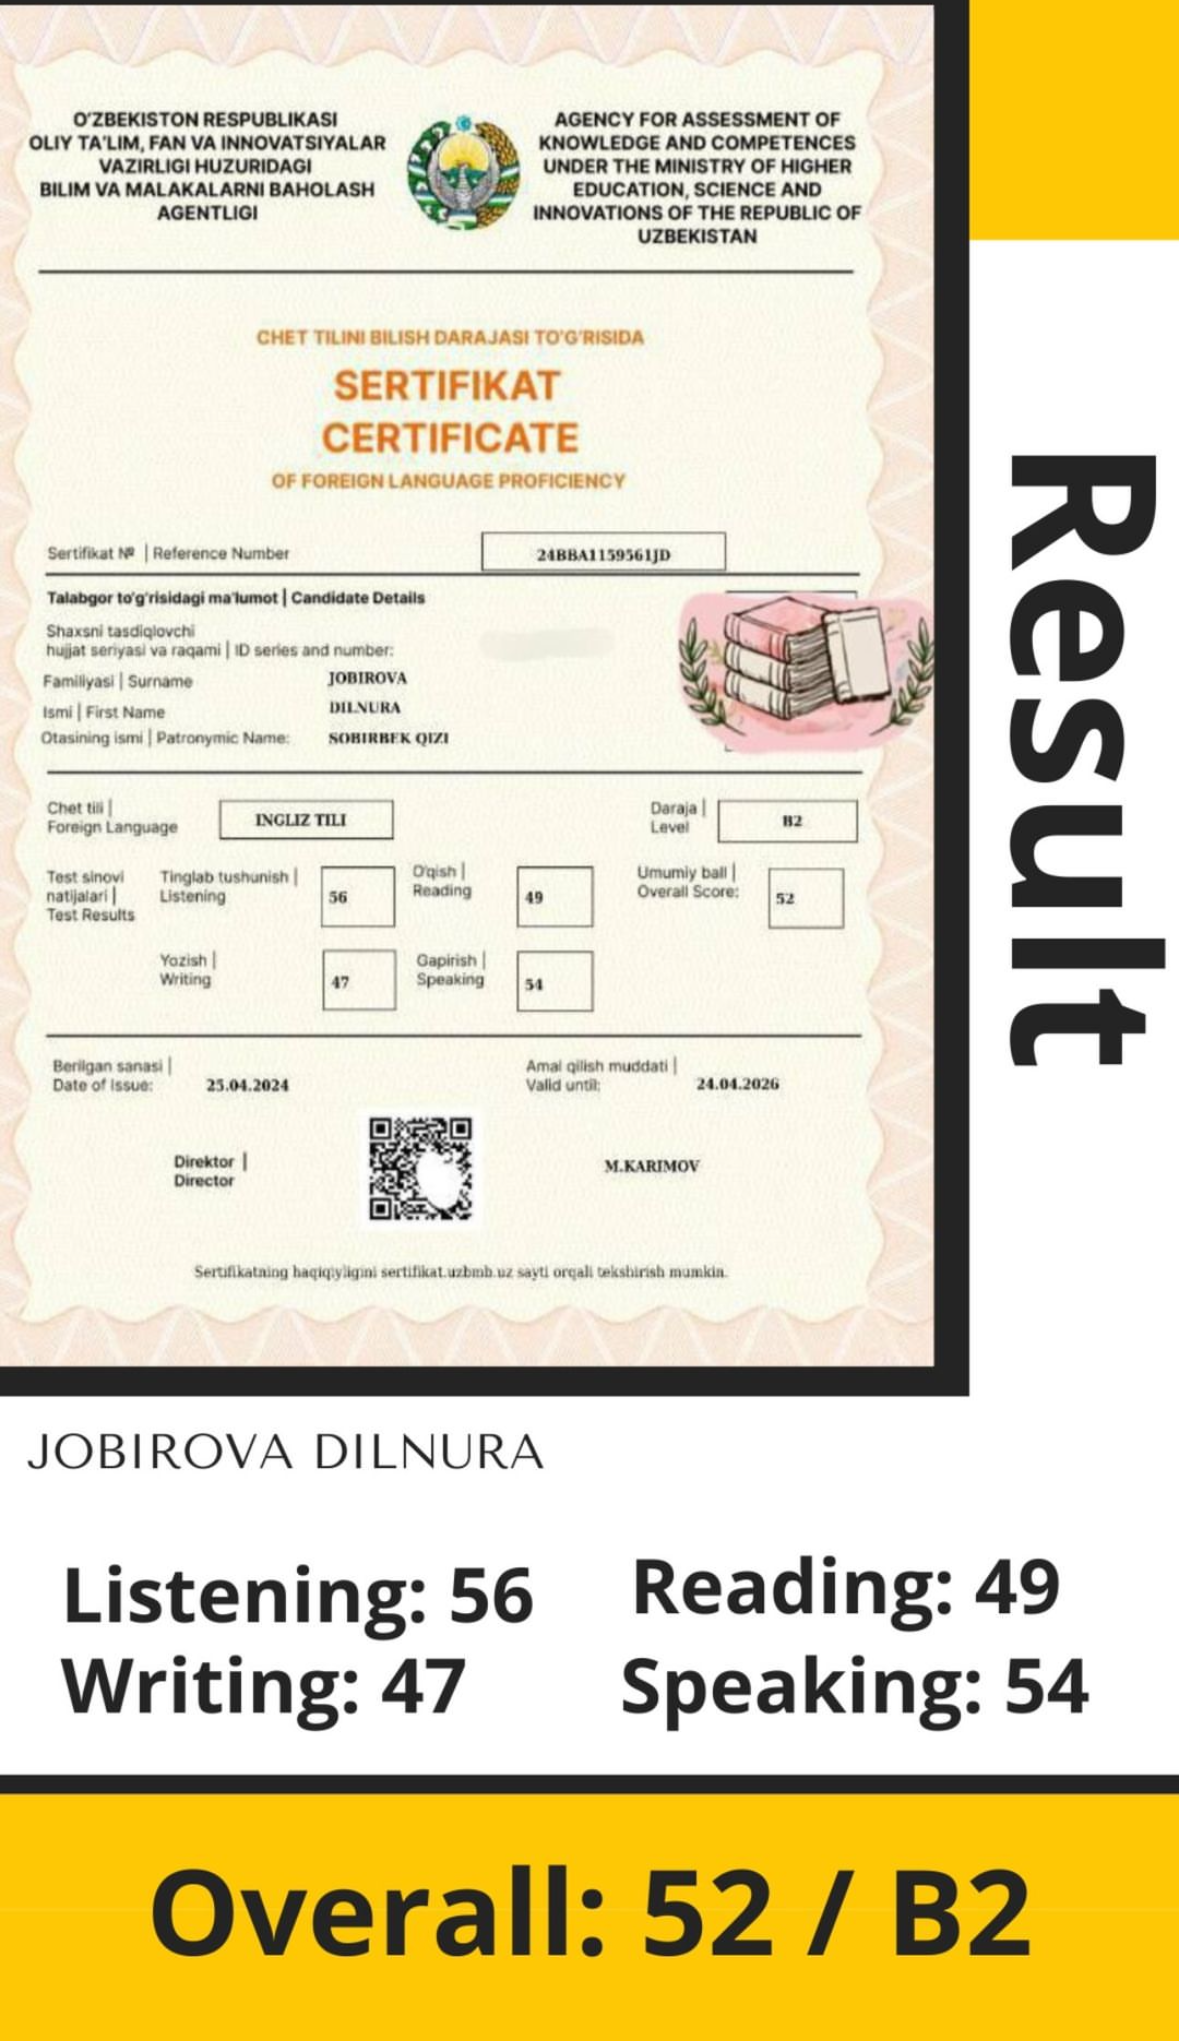 O'ZBEKISTON RESPUBLIKASI
OLIY TA'LIM, FAN VA INNOVATSIYALAR
VAZIRLIGI HUZURIDAGI
BILIM VA MALAKALARNI BAHOLASH
AGENTLIGI
AGENCY FOR ASSESSMENT OF
KNOWLEDGE AND COMPETENCES
UNDER THE MINISTRY OF HIGHER
EDUCATION, SCIENCE AND
INNOVATIONS OF THE REPUBLIC OF
UZBEKISTAN
CHET TILINI BILISH DARAJASI TO'G'RISIDA
SERTIFIKAT
CERTIFICATE
OF FOREIGN LANGUAGE PROFICIENCY
Sertifikat № | Reference Number 24BBA1159561JD
Talabgor to'g'risidagi ma'lumot | Candidate Details
Shaxsni tasdiqlovchi
hujjat seriyasi va raqami | ID series and number:
Familiyasi | Surname JOBIROVA
Ismi | First Name DILNURA
Otasining ismi | Patronymic Name: SOBIRBEK QIZI
Chet tili |
Foreign Language
INGLIZ TILI
Daraja |
Level
B2
Test sinovi
natijalari |
Test Results
Tinglab tushunish |
Listening
56
O'qish |
Reading
49
Umumiy ball |
Overall Score:
52
Yozish |
Writing
47
Gapirish |
Speaking
54
Berilgan sanasi |
Date of Issue: 25.04.2024
Amal qilish muddati |
Valid until: 24.04.2026
Direktor |
Director
M.KARIMOV
Sertifikatning haqiqiyligini sertifikat.uzbmb.uz sayti orqali tekshirish mumkin.
Result
JOBIROVA DILNURA
Listening: 56
Reading: 49
Writing: 47
Speaking: 54
Overall: 52 / B2